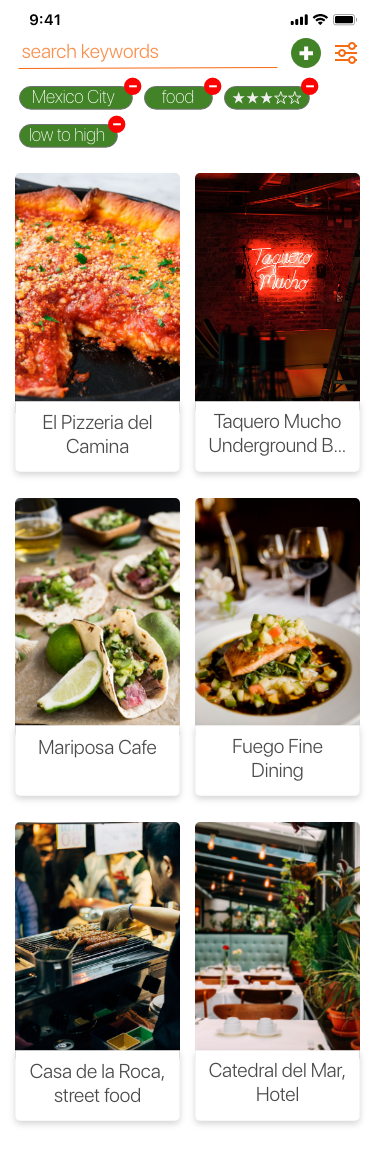 9:41
search keywords
Mexico City
food
★★★☆☆
low to high
Taquero
Mucho
El Pizzeria del
Camina
Taquero Mucho
Underground B...
Mariposa Cafe
Fuego Fine
Dining
Casa de la Roca,
street food
Catedral del Mar,
Hotel